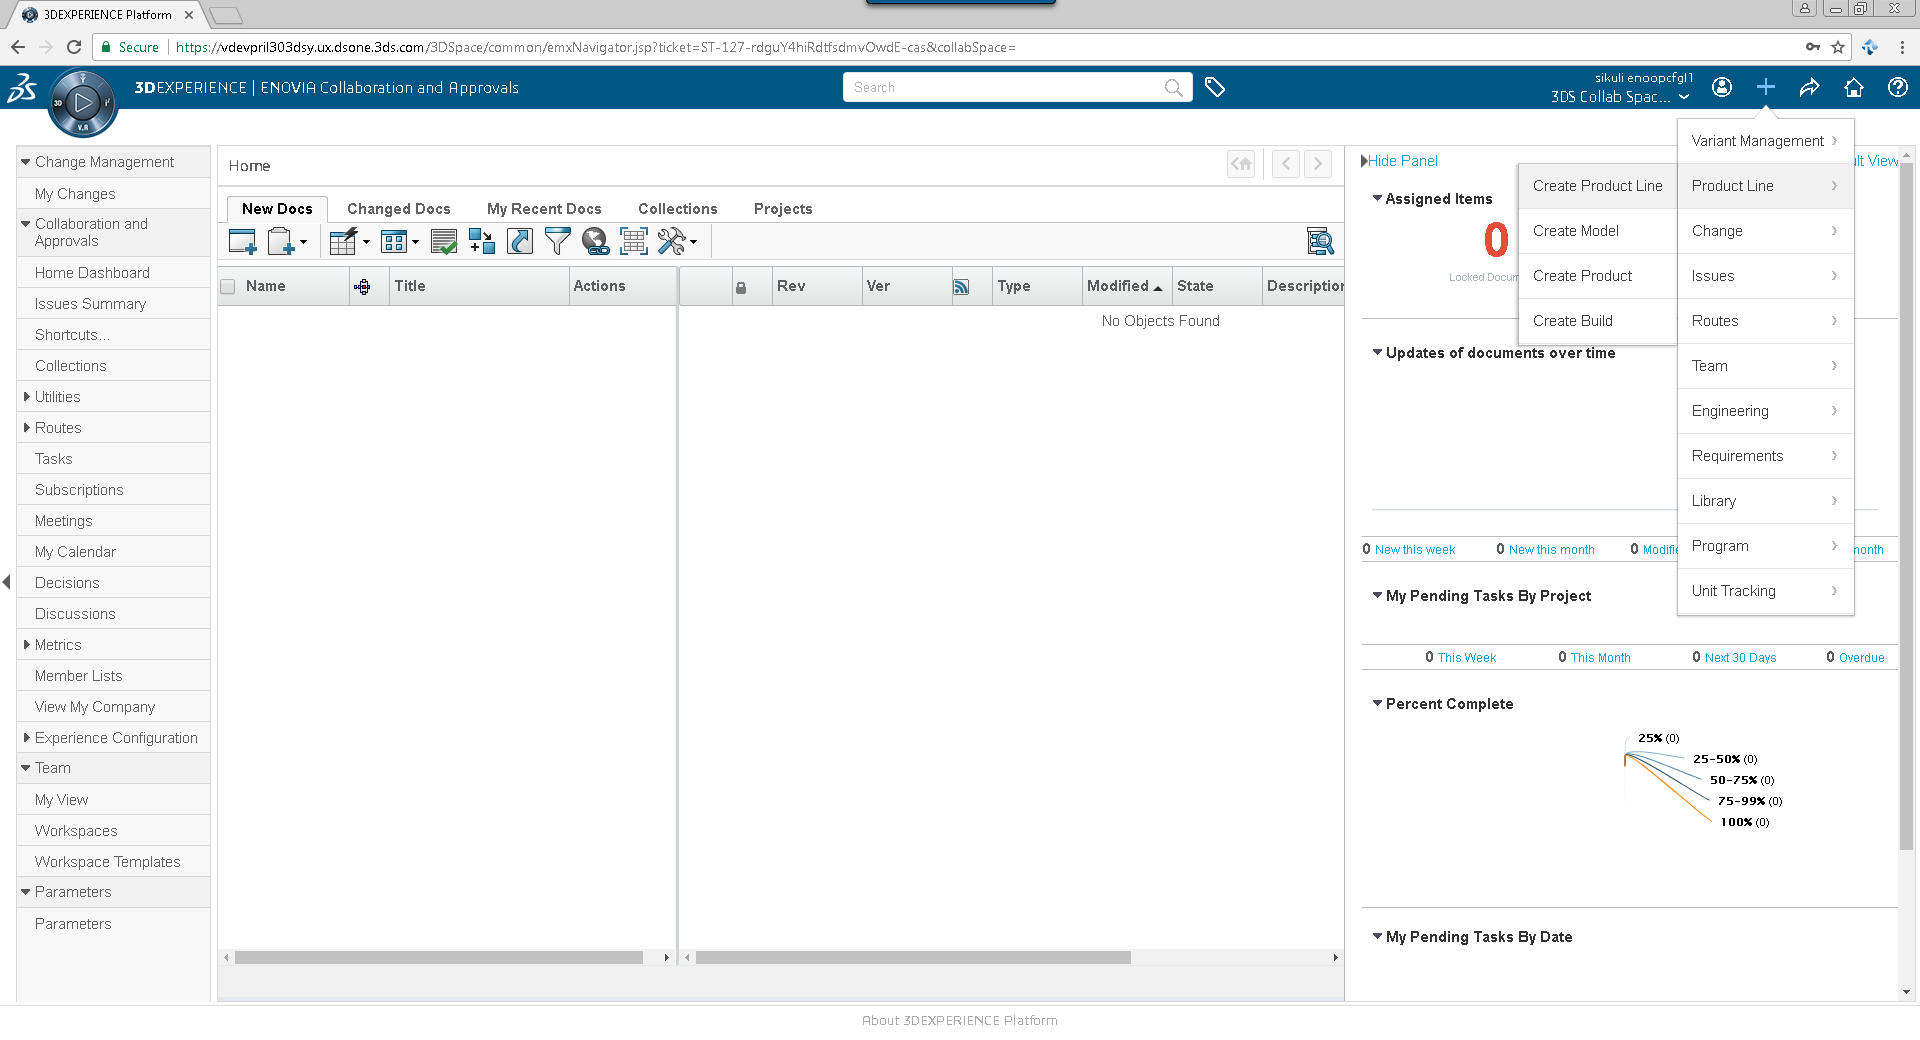 3DEXPERIENCE Platform
Secure
https://vdevpril303dsy.ux.dsone.3ds.com/3DSpace/common/emxNavigator.jsp?ticket=ST-127-rdguY4hiRdtfsdmvOwdE-cas&collabSpace=
3DEXPERIENCE | ENOVIA Collaboration and Approvals
Search
sikuli enoopcfgl1
3DS Collab Spac...
3D
V.R
Change Management
My Changes
Collaboration and
Approvals
Home Dashboard
Issues Summary
Shortcuts...
Collections
Utilities
Routes
Tasks
Subscriptions
Meetings
My Calendar
Decisions
Discussions
Metrics
Member Lists
View My Company
Experience Configuration
Team
My View
Workspaces
Workspace Templates
Parameters
Parameters
Home
New Docs
Changed Docs
My Recent Docs
Collections
Projects
Name
Title
Actions
Rev
Ver
Type
Modified
State
Description
No Objects Found
Hide Panel
ult View
Assigned Items
0
Locked Docum
Updates of documents over time
0 New this week
0 New this month
0 Modifie
month
My Pending Tasks By Project
0 This Week
0 This Month
0 Next 30 Days
0 Overdue
Percent Complete
25% (0)
25-50% (0)
50-75% (0)
75-99% (0)
100% (0)
My Pending Tasks By Date
Create Product Line
Create Model
Create Product
Create Build
Variant Management
Product Line
Change
Issues
Routes
Team
Engineering
Requirements
Library
Program
Unit Tracking
About 3DEXPERIENCE Platform